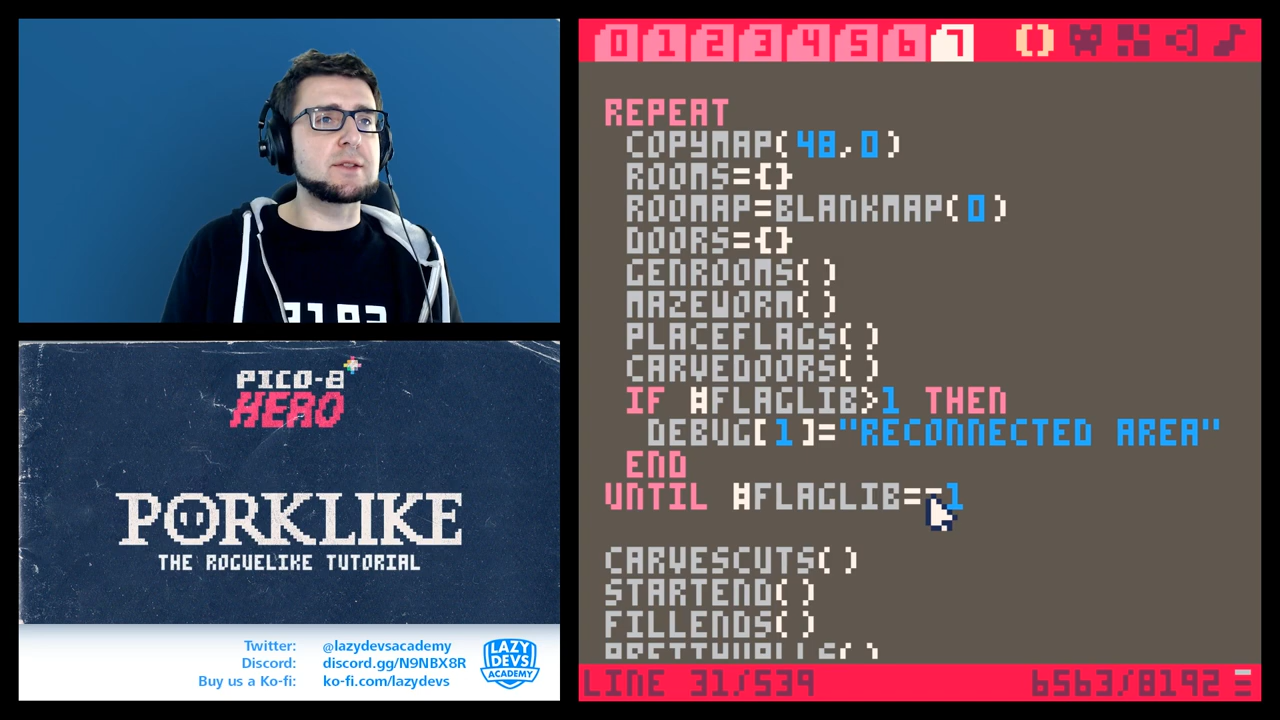 8192
PICO-8
HERO
PORKLIKE
THE ROGUELIKE TUTORIAL
Twitter: @lazydevsacademy
Discord: discord.gg/N9NBX8R
Buy us a Ko-fi: ko-fi.com/lazydevs
LAZY
DEVS
ACADEMY
0 1 2 3 4 5 6 7
REPEAT
COPYMAP(48,0)
ROOMS={}
ROOMAP=BLANKMAP(0)
DOORS={}
GENROOMS()
MAZEWORM()
PLACEFLAGS()
CARVEDOORS()
IF #FLAGLIB>1 THEN
DEBUG[1]="RECONNECTED AREA"
END
UNTIL #FLAGLIB==1
CARVESCUTS()
STARTEND()
FILLENDS()
PRETTYWALLS()
LINE 31/539
6563/8192